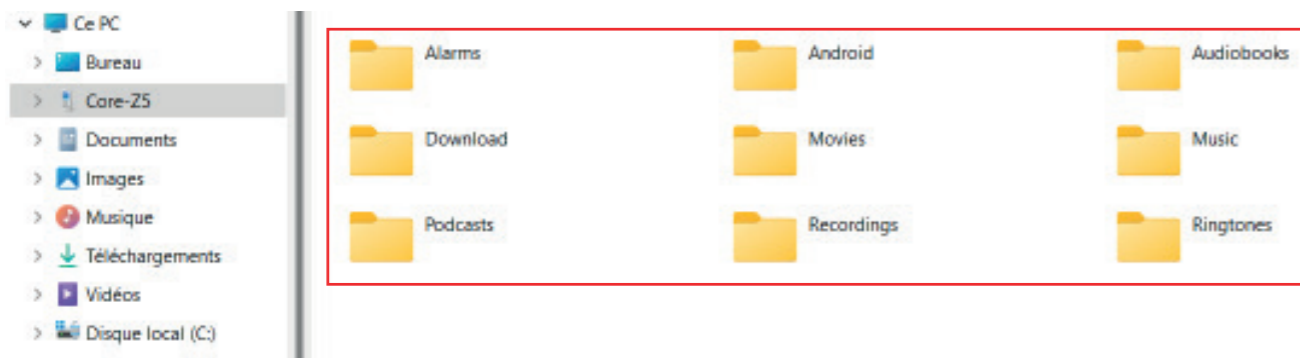 Ce PC
Bureau
Core-Z5
Documents
Images
Musique
Téléchargements
Vidéos
Disque local (C:)
Alarms
Android
Audiobooks
Download
Movies
Music
Podcasts
Recordings
Ringtones